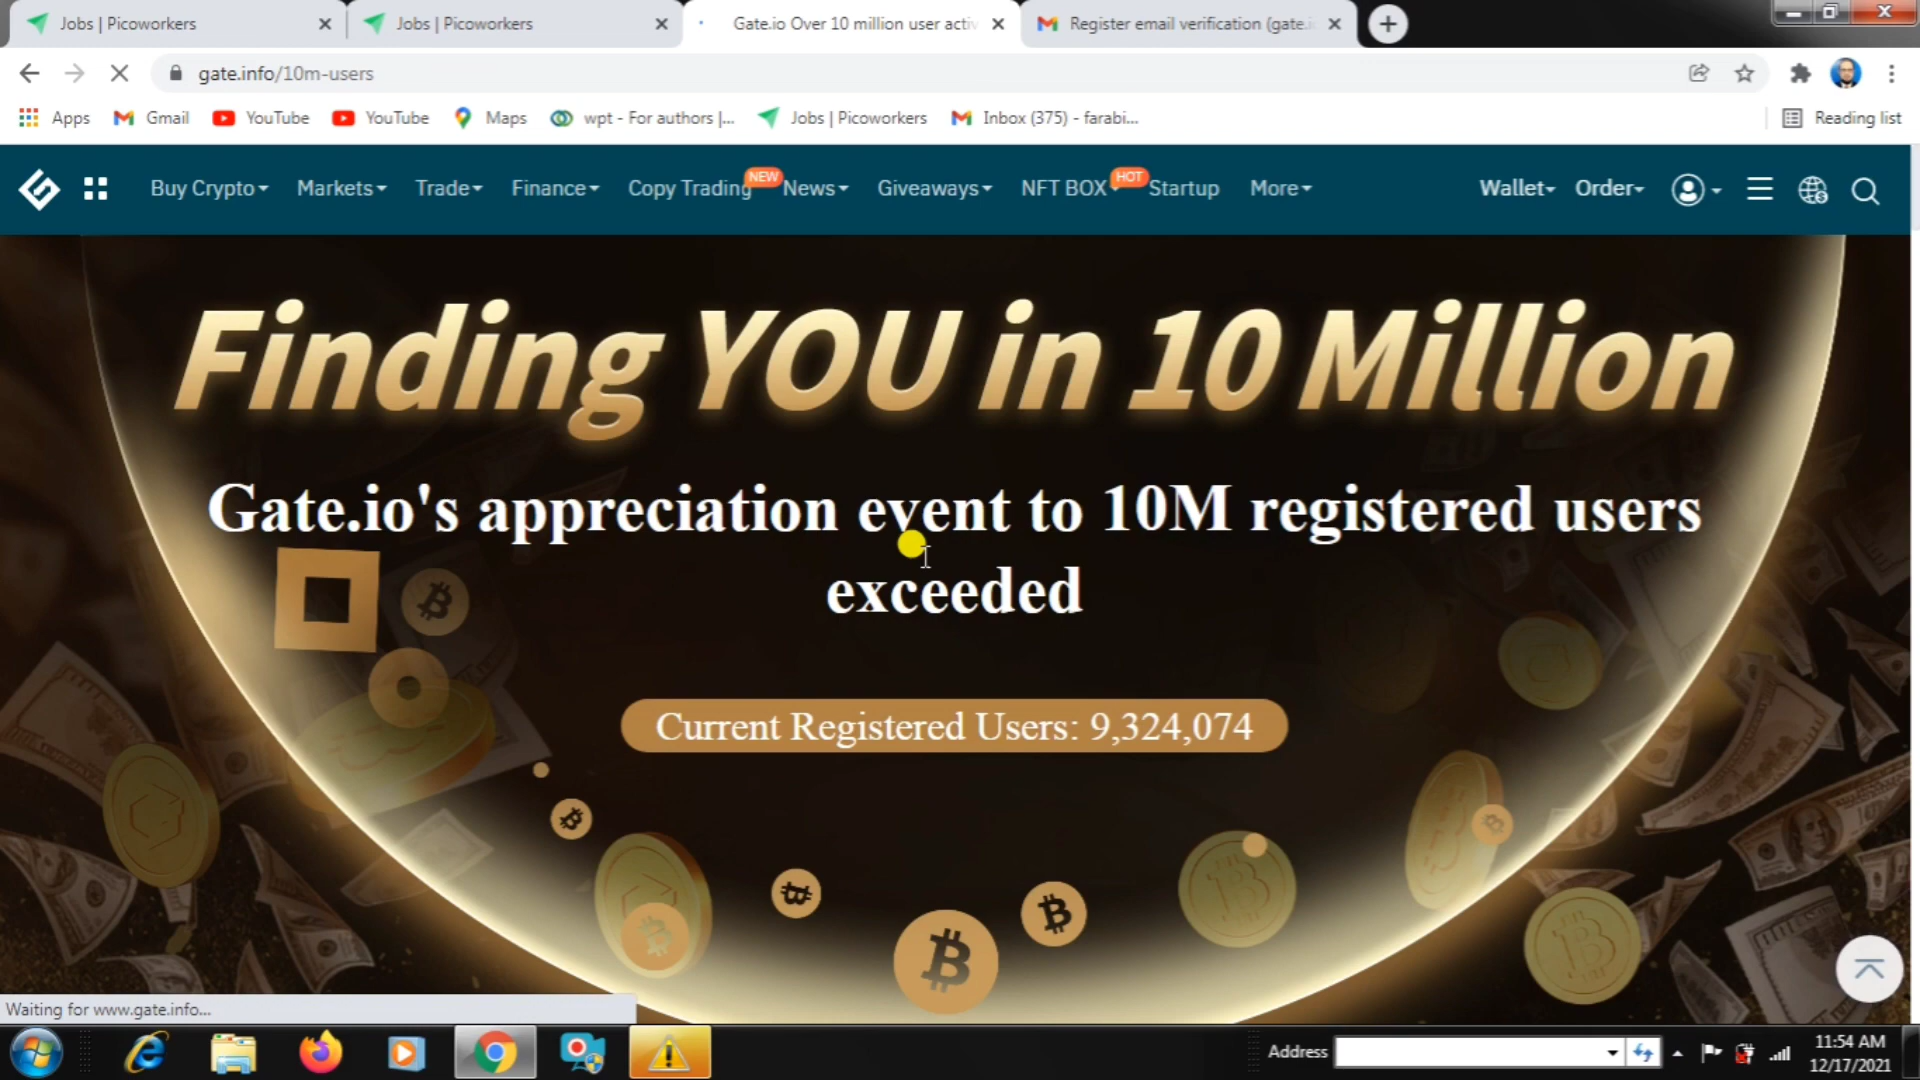 Jobs | Picoworkers
Jobs | Picoworkers
Gate.io Over 10 million user activ
Register email verification (gate.i
gate.info/10m-users
Apps
Gmail
YouTube
YouTube
Maps
wpt - For authors |...
Jobs | Picoworkers
Inbox (375) - farabi...
Reading list
Buy Crypto
Markets
Trade
Finance
Copy Trading
NEW
News
Giveaways
NFT BOX
HOT
Startup
More
Wallet
Order
Finding YOU in 10 Million
Gate.io's appreciation event to 10M registered users
exceeded
Current Registered Users: 9,324,074
Waiting for www.gate.info...
Address
11:54 AM
12/17/2021